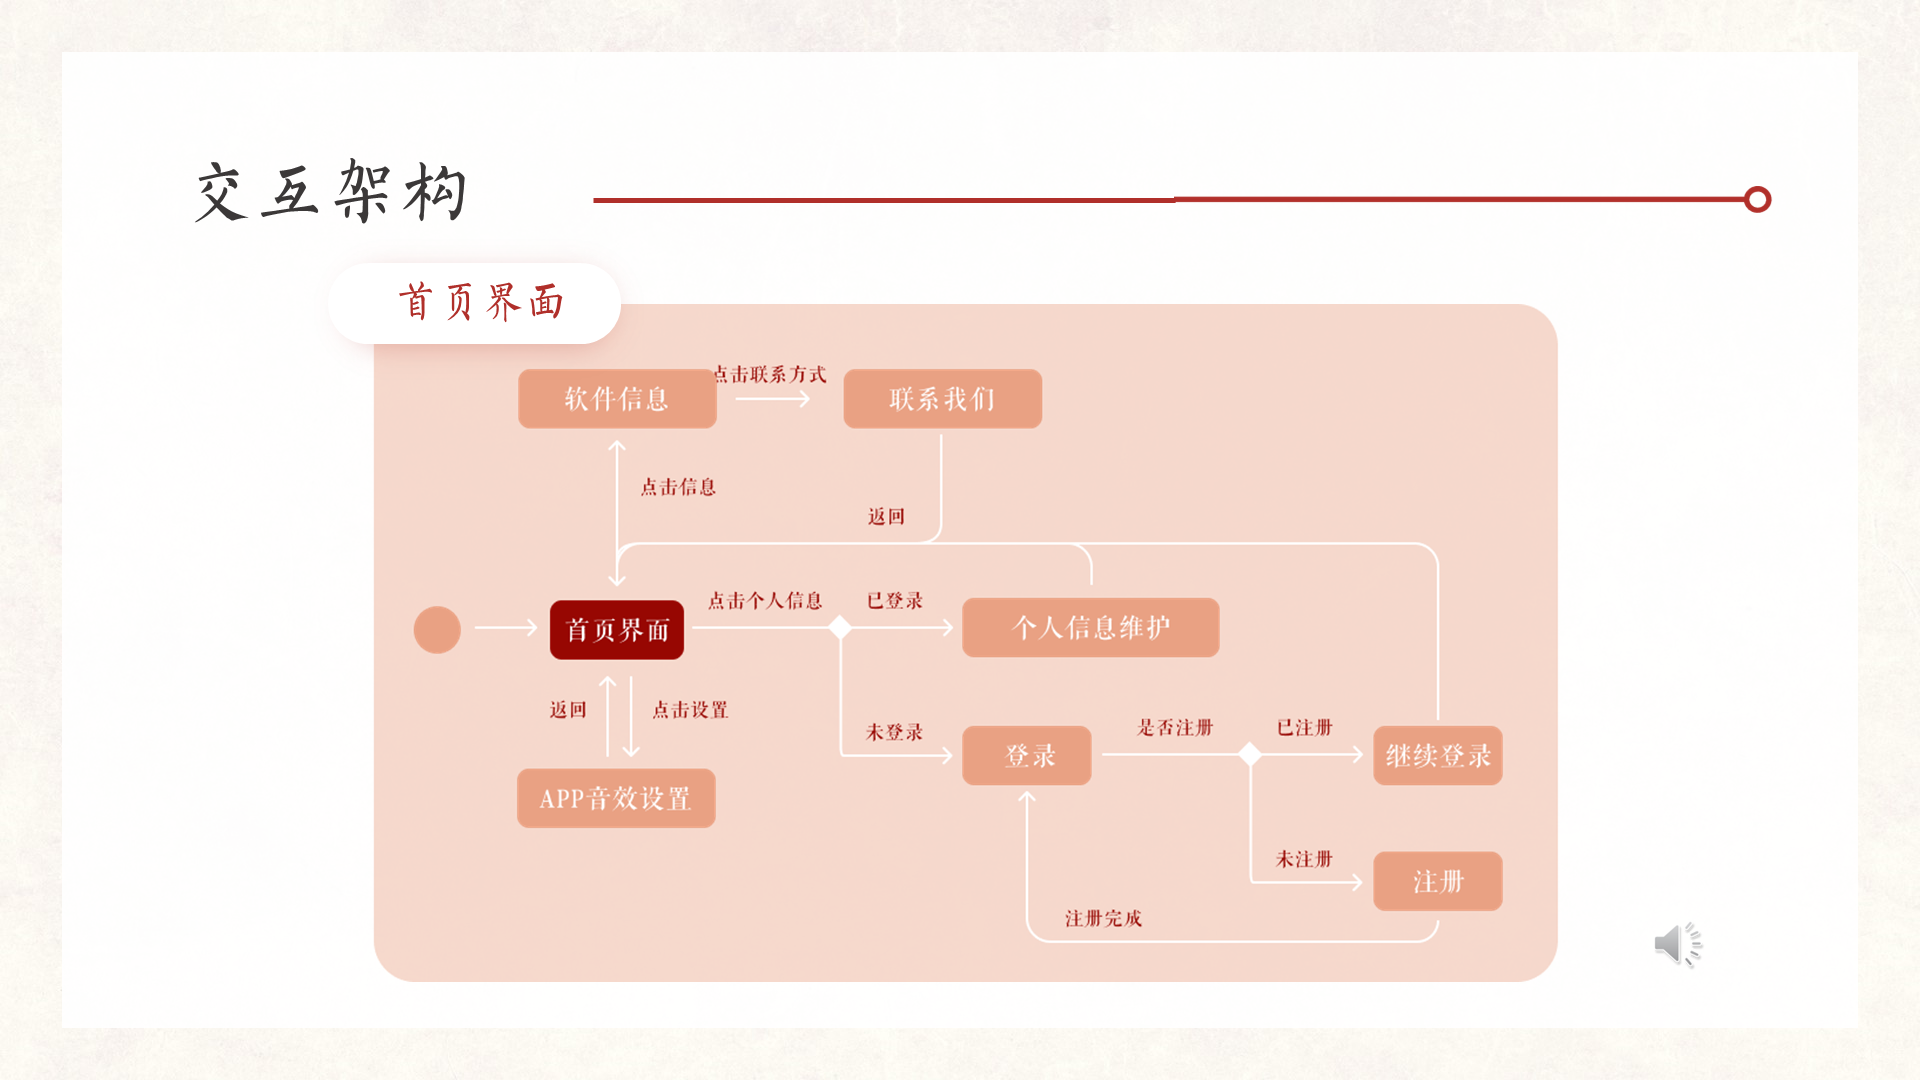 交互架构
首页界面
点击联系方式
软件信息
联系我们
点击信息
返回
点击个人信息
已登录
首页界面
个人信息维护
返回
点击设置
未登录
是否注册
已注册
登录
继续登录
APP音效设置
未注册
注册
注册完成